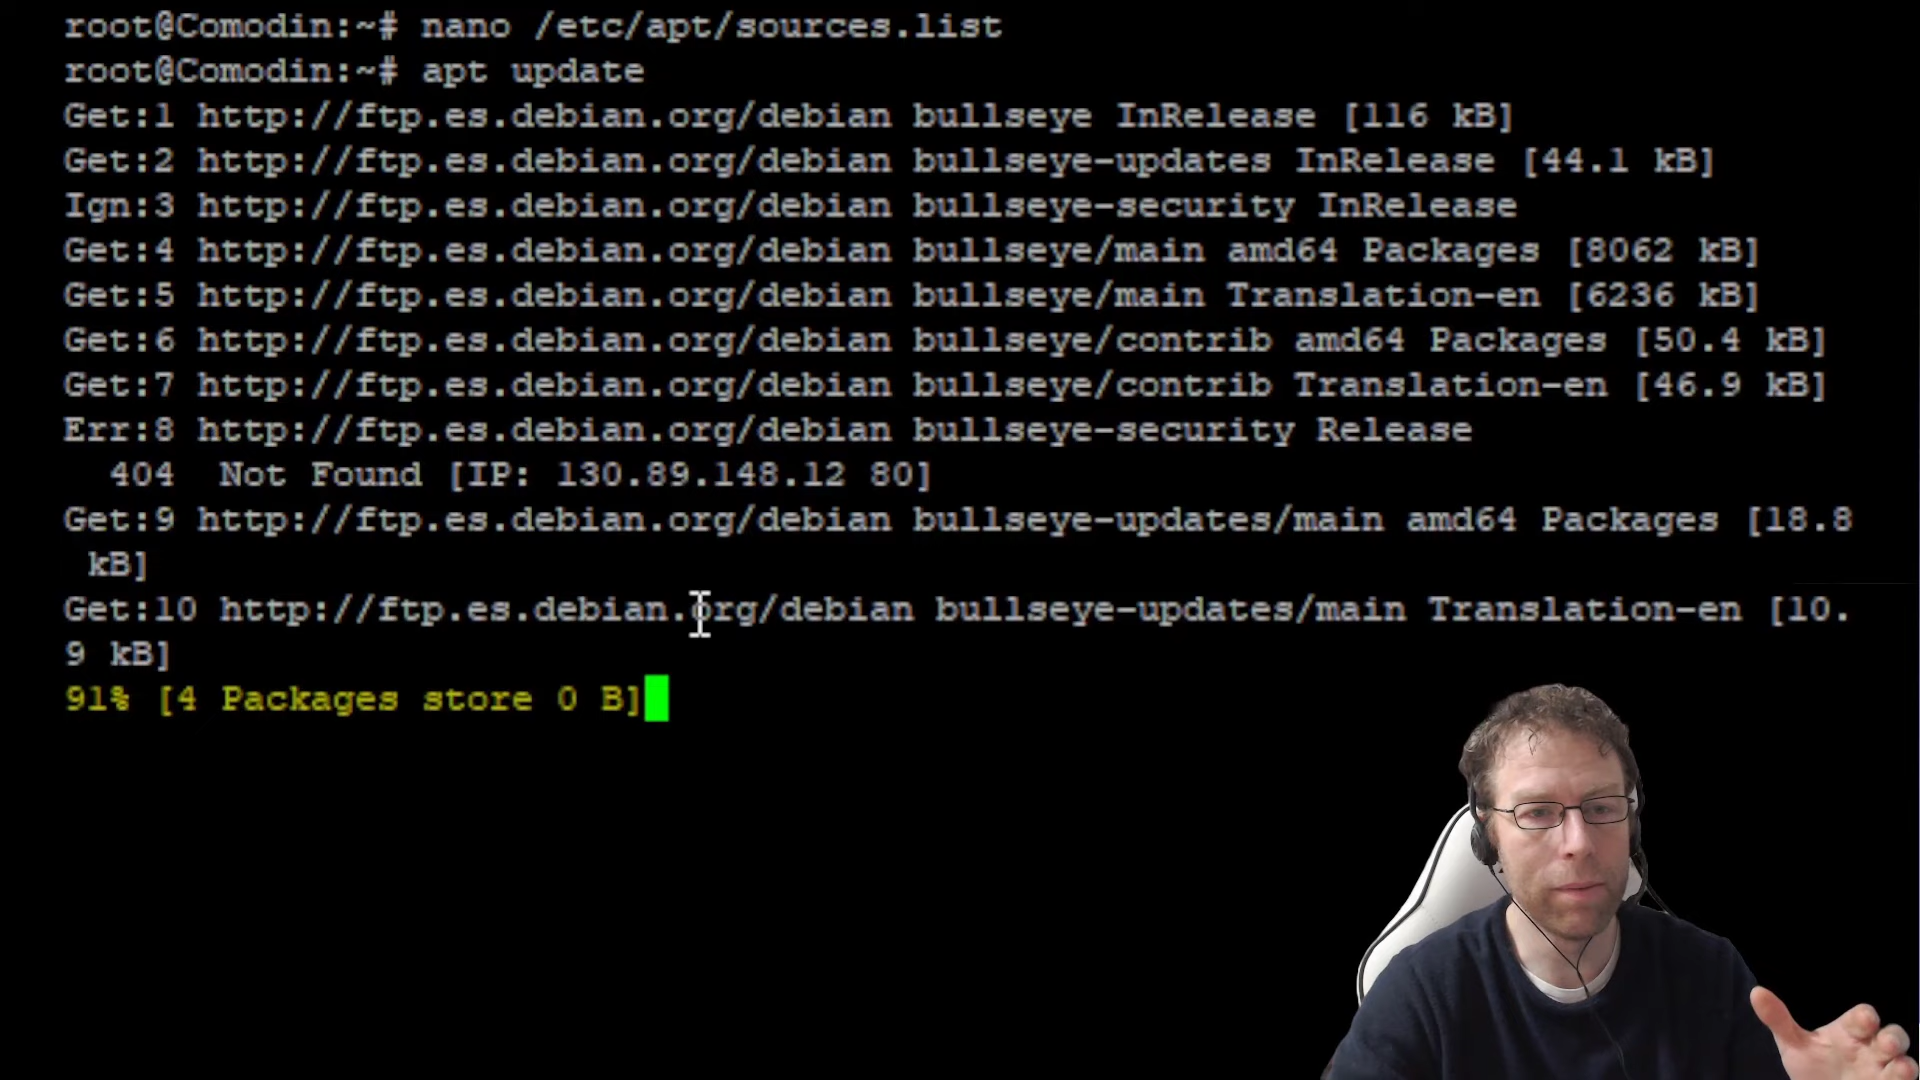 root@Comodin:~# nano /etc/apt/sources.list
root@Comodin:~# apt update
Get:1 http://ftp.es.debian.org/debian bullseye InRelease [116 kB]
Get:2 http://ftp.es.debian.org/debian bullseye-updates InRelease [44.1 kB]
Ign:3 http://ftp.es.debian.org/debian bullseye-security InRelease
Get:4 http://ftp.es.debian.org/debian bullseye/main amd64 Packages [8062 kB]
Get:5 http://ftp.es.debian.org/debian bullseye/main Translation-en [6236 kB]
Get:6 http://ftp.es.debian.org/debian bullseye/contrib amd64 Packages [50.4 kB]
Get:7 http://ftp.es.debian.org/debian bullseye/contrib Translation-en [46.9 kB]
Err:8 http://ftp.es.debian.org/debian bullseye-security Release
  404  Not Found [IP: 130.89.148.12 80]
Get:9 http://ftp.es.debian.org/debian bullseye-updates/main amd64 Packages [18.8
 kB]
Get:10 http://ftp.es.debian.org/debian bullseye-updates/main Translation-en [10.
9 kB]
91% [4 Packages store 0 B]